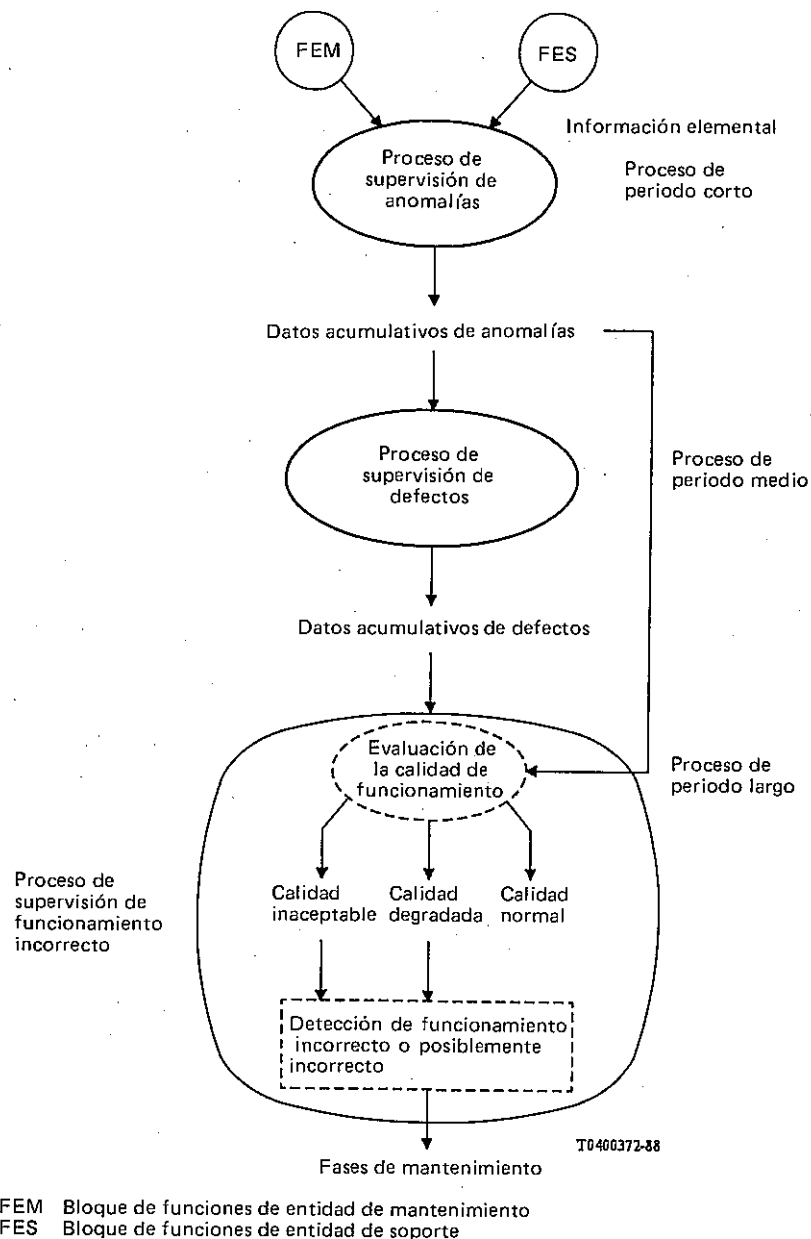 FEM
FES
Información elemental
Proceso de
supervisión de
anomalías
Proceso de
periodo corto
Datos acumulativos de anomalías
Proceso de
supervisión de
defectos
Proceso de
periodo medio
Datos acumulativos de defectos
Evaluación de
la calidad de
funcionamiento
Proceso de
periodo largo
Proceso de
supervisión de
funcionamiento
incorrecto
Calidad
inaceptable
Calidad
degradada
Calidad
normal
Detección de funcionamiento
incorrecto o posiblemente
incorrecto
T0400372-88
Fases de mantenimiento
FEM Bloque de funciones de entidad de mantenimiento
FES Bloque de funciones de entidad de soporte